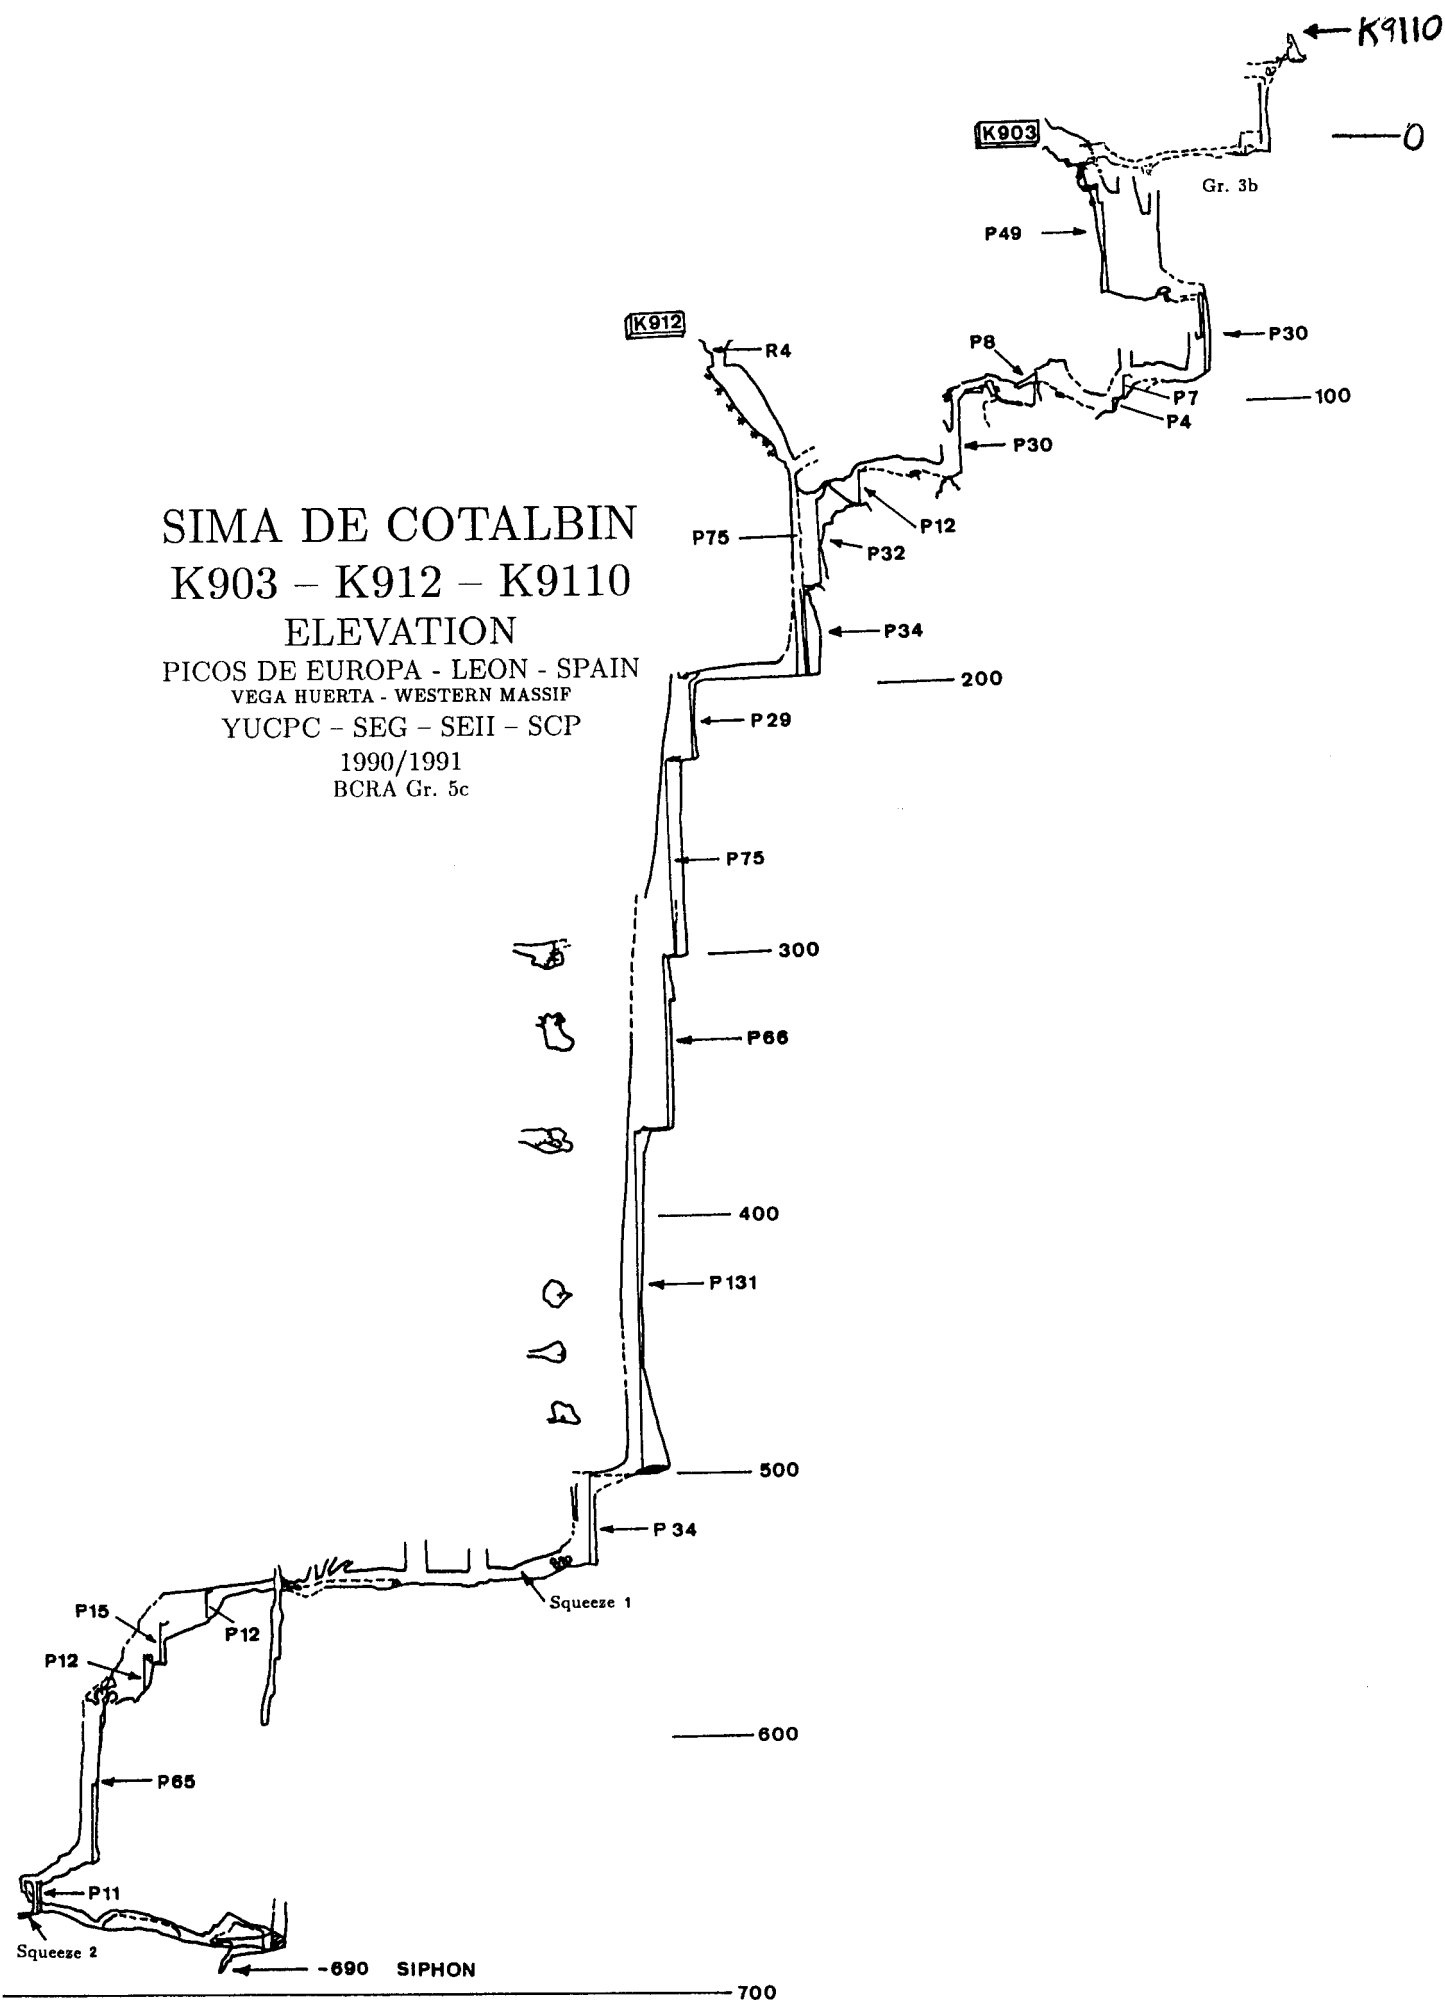 K9110
K903
0
Gr. 3b
P49
K912
R4
P8
P30
P7
100
P4
P30
SIMA DE COTALBIN
K903 – K912 – K9110
ELEVATION
PICOS DE EUROPA - LEON - SPAIN
VEGA HUERTA - WESTERN MASSIF
YUCPC – SEG – SEII – SCP
1990/1991
BCRA Gr. 5c
P12
P75
P32
P34
200
P29
P75
300
P66
400
P131
500
P 34
Squeeze 1
P15
P12
P12
600
P65
P11
Squeeze 2
-690 SIPHON
700